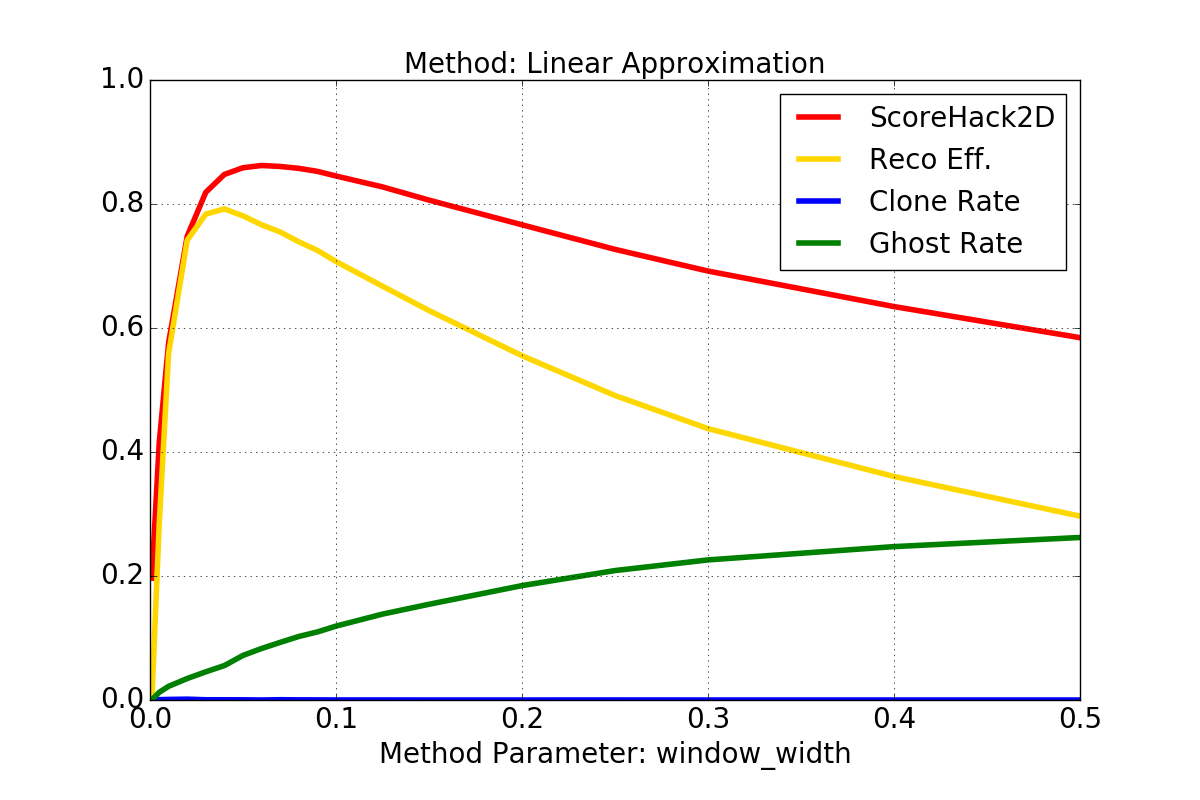 Method: Linear Approximation
1.0
0.8
0.6
0.4
0.2
0.0
ScoreHack2D
Reco Eff.
Clone Rate
Ghost Rate
0.0 0.1 0.2 0.3 0.4 0.5
Method Parameter: window_width